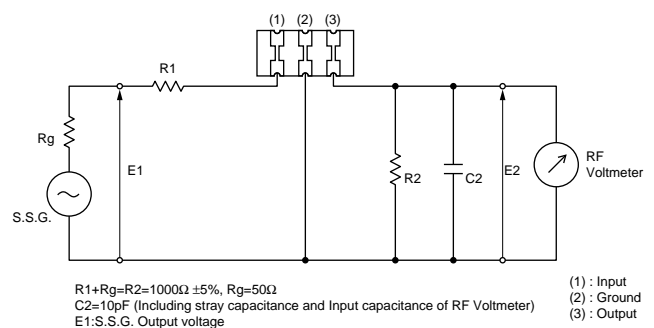 (1) (2) (3)
R1
Rg
E1
R2
C2
E2
RF
Voltmeter
S.S.G.
R1+Rg=R2=1000Ω ±5%, Rg=50Ω
C2=10pF (Including stray capacitance and Input capacitance of RF Voltmeter)
E1:S.S.G. Output voltage
(1) : Input
(2) : Ground
(3) : Output